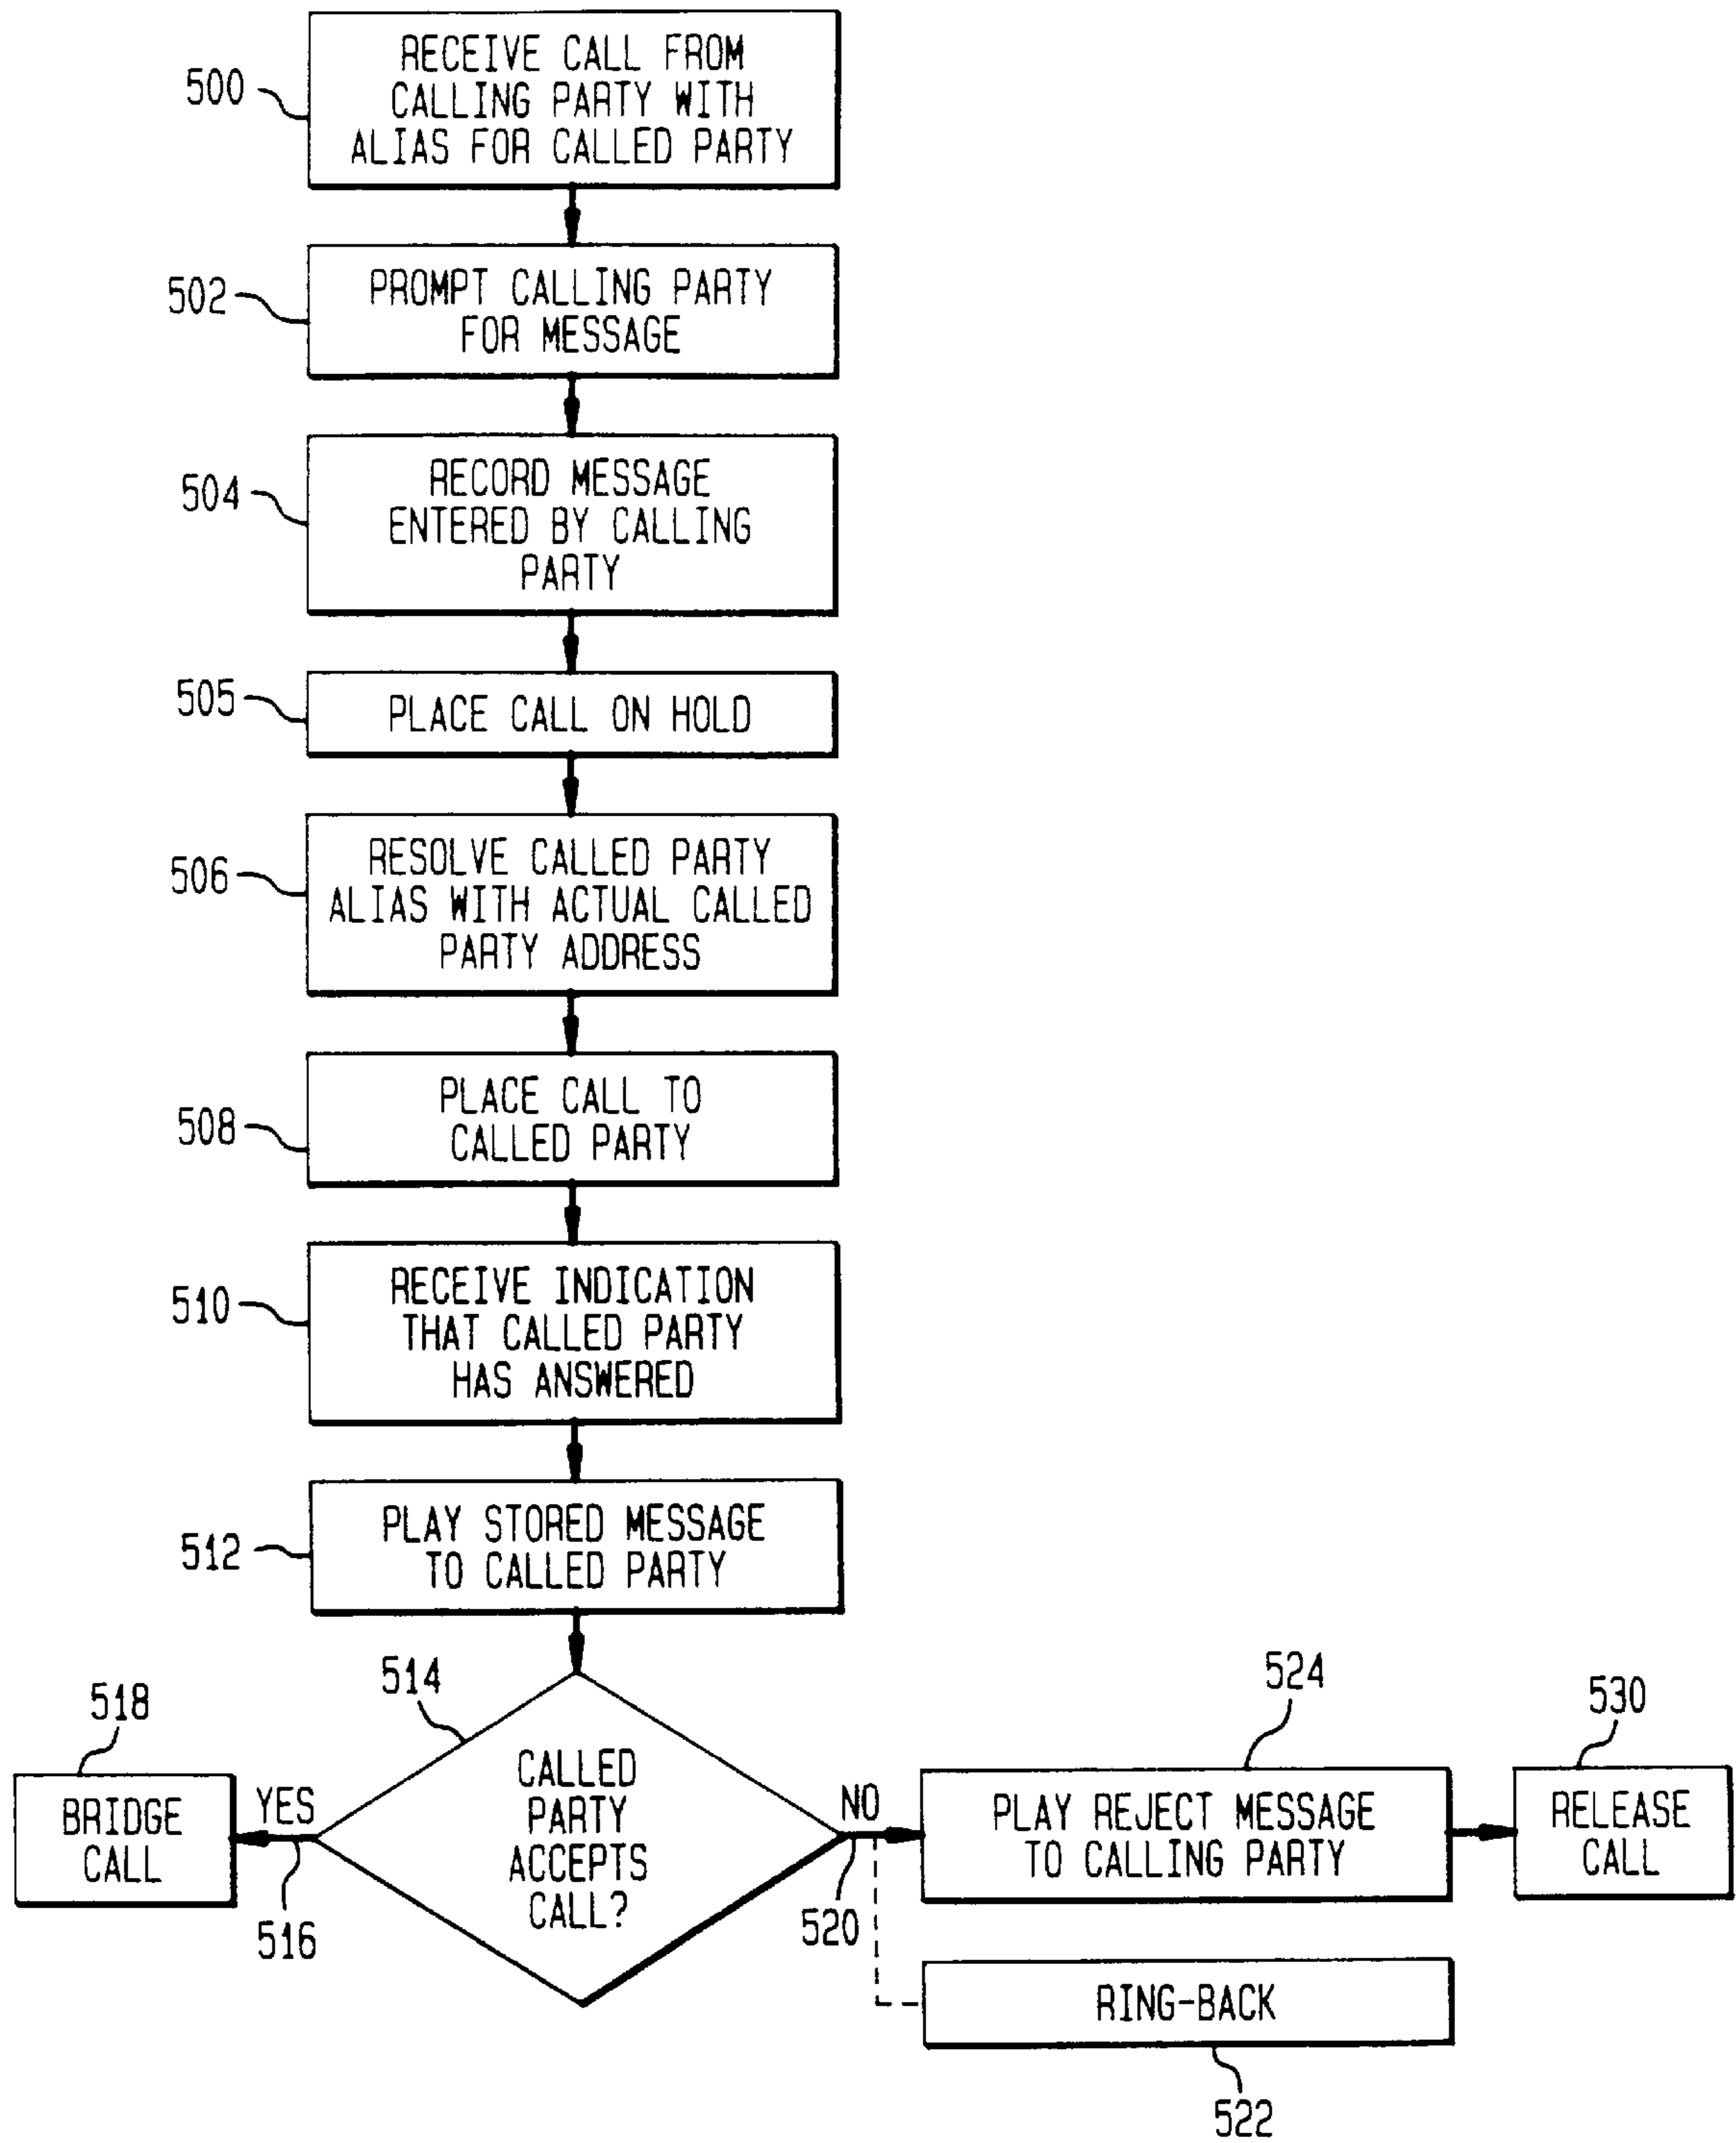 500
RECEIVE CALL FROM
CALLING PARTY WITH
ALIAS FOR CALLED PARTY
502
PROMPT CALLING PARTY
FOR MESSAGE
504
RECORD MESSAGE
ENTERED BY CALLING
PARTY
505
PLACE CALL ON HOLD
506
RESOLVE CALLED PARTY
ALIAS WITH ACTUAL CALLED
PARTY ADDRESS
508
PLACE CALL TO
CALLED PARTY
510
RECEIVE INDICATION
THAT CALLED PARTY
HAS ANSWERED
512
PLAY STORED MESSAGE
TO CALLED PARTY
514
CALLED
PARTY
ACCEPTS
CALL?
518
BRIDGE
CALL
YES
516
NO
520
524
PLAY REJECT MESSAGE
TO CALLING PARTY
530
RELEASE
CALL
RING-BACK
522